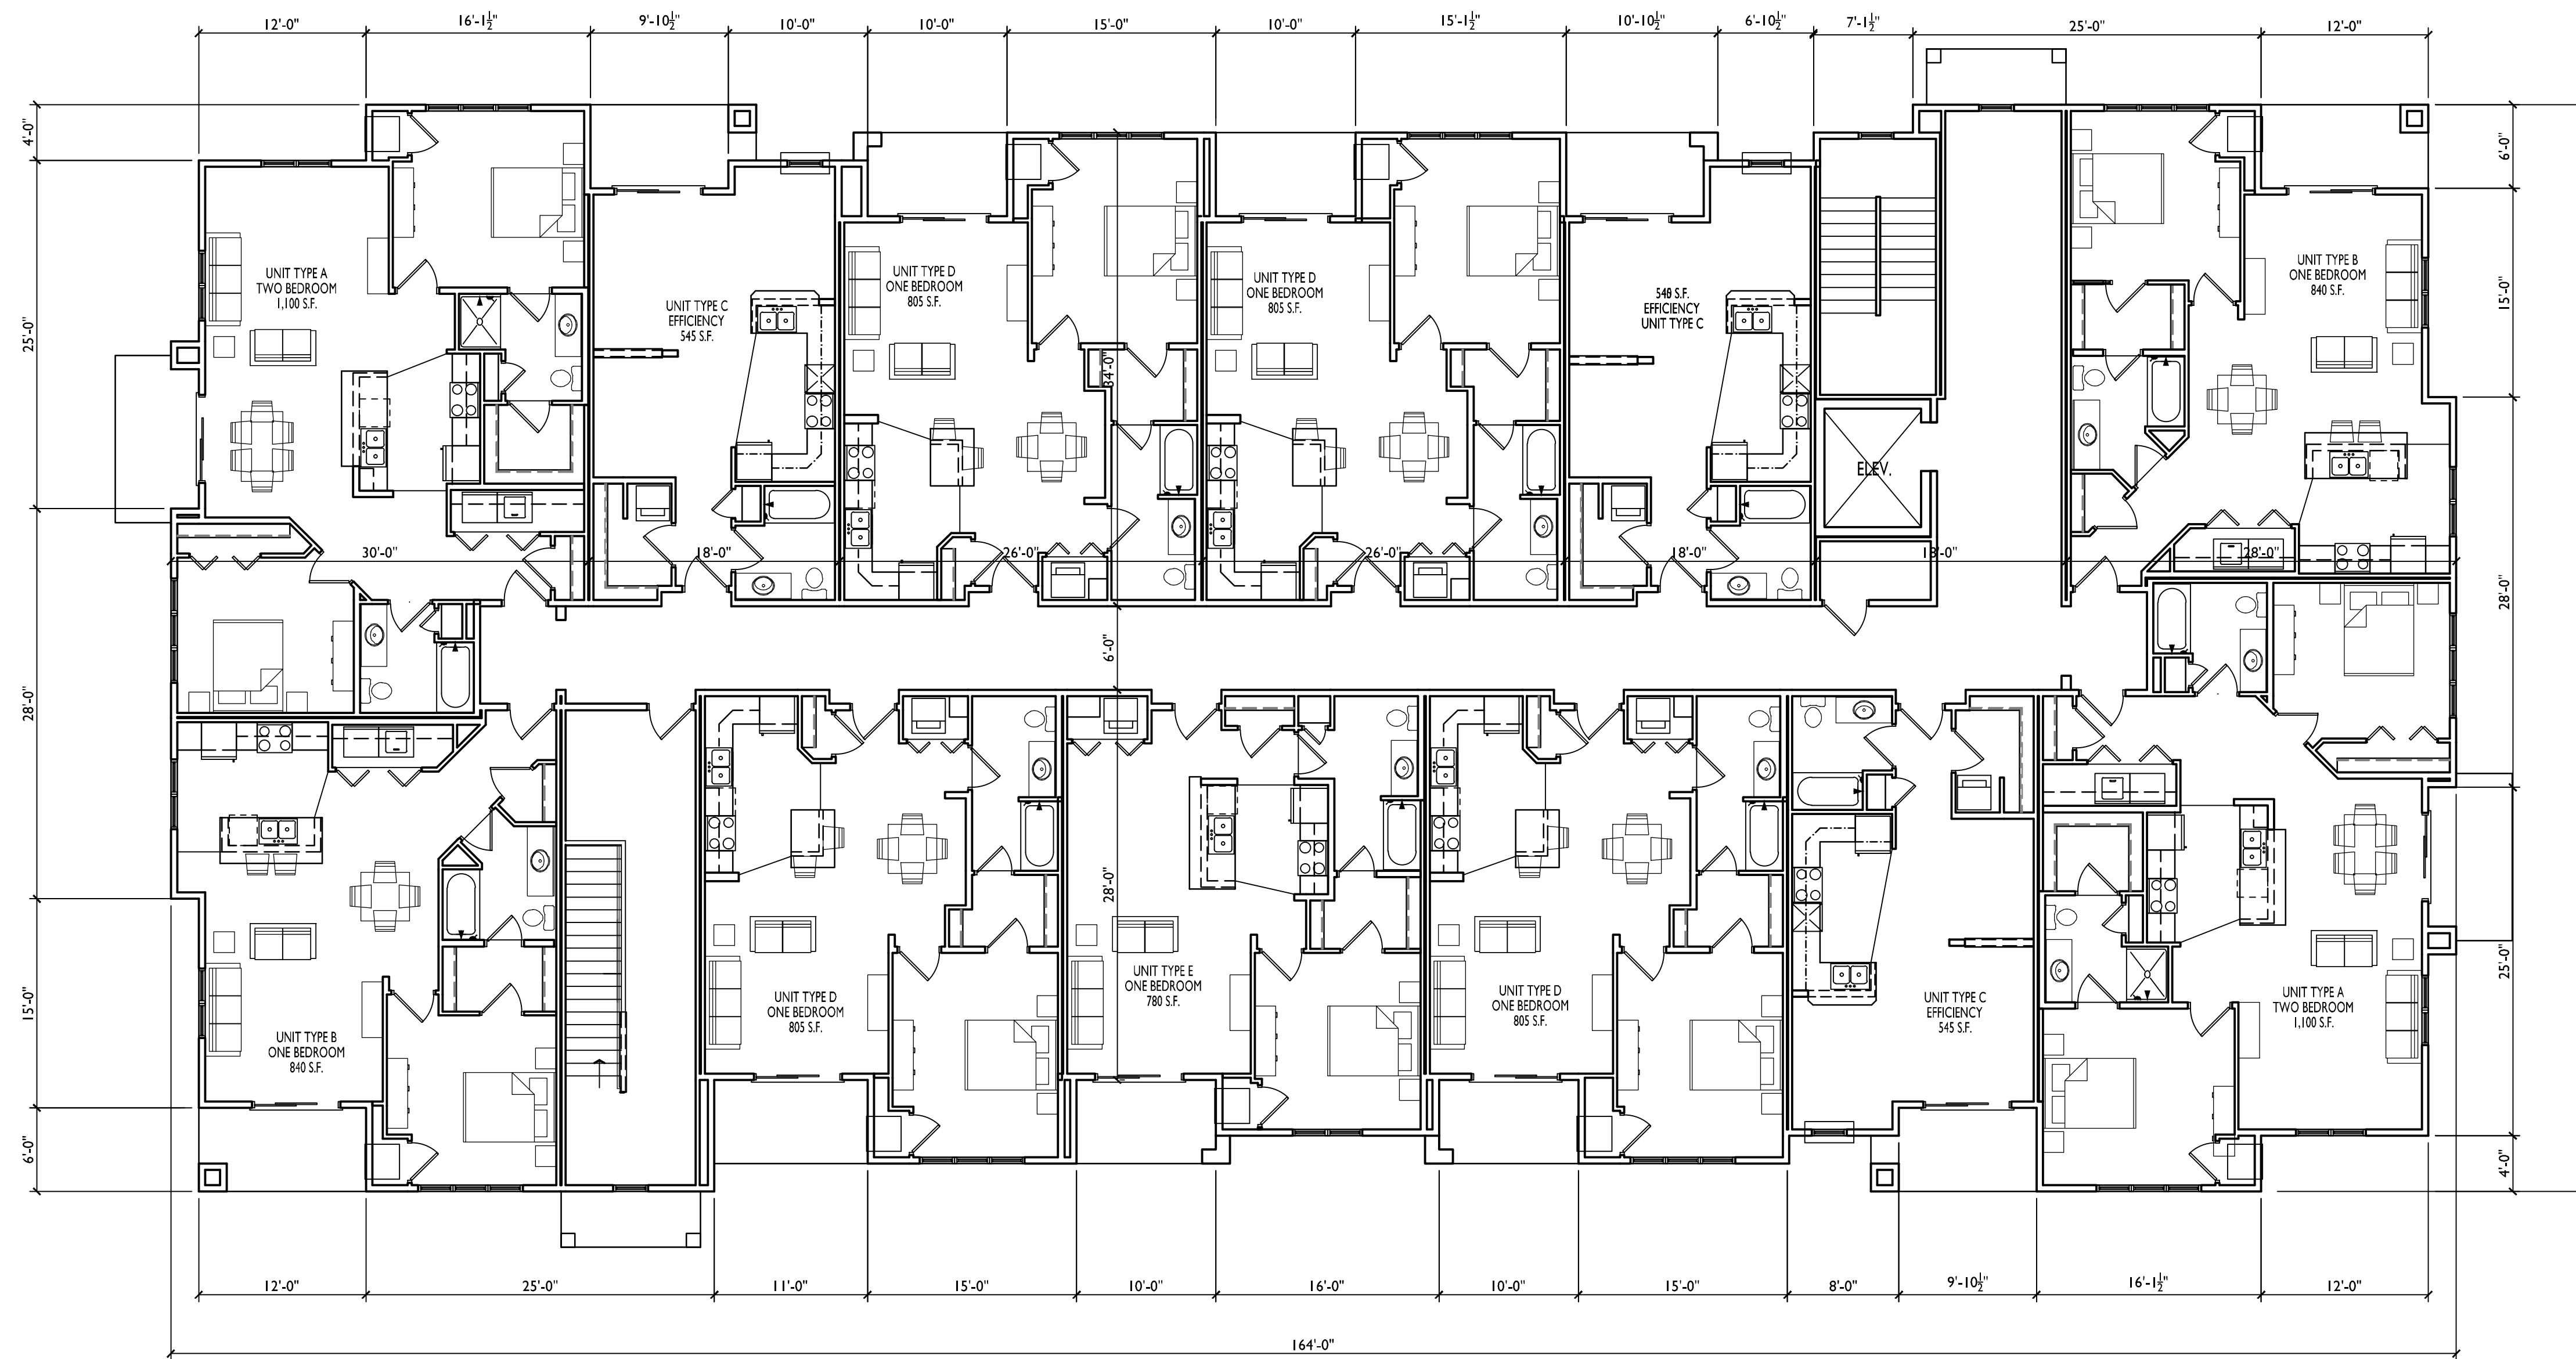 12'-0" 16'-1½" 9'-10½" 10'-0" 10'-0" 15'-0" 10'-0" 15'-1½" 10'-10½" 6'-10½" 7'-1½" 25'-0" 12'-0"
4'-0"
25'-0"
28'-0"
15'-0"
6'-0"
UNIT TYPE A
TWO BEDROOM
1,100 S.F.
UNIT TYPE C
EFFICIENCY
545 S.F.
UNIT TYPE D
ONE BEDROOM
805 S.F.
UNIT TYPE D
ONE BEDROOM
805 S.F.
S.F.
EFFICIENCY
UNIT TYPE C
UNIT TYPE B
ONE BEDROOM
840 S.F.
34'-0"
ELEV.
30'-0" 18'-0" 26'-0" 26'-0" 18'-0" 18'-0" 28'-0"
6'-0"
28'-0"
UNIT TYPE B
ONE BEDROOM
840 S.F.
UNIT TYPE D
ONE BEDROOM
805 S.F.
UNIT TYPE E
ONE BEDROOM
780 S.F.
UNIT TYPE D
ONE BEDROOM
805 S.F.
UNIT TYPE C
EFFICIENCY
545 S.F.
UNIT TYPE A
TWO BEDROOM
1,100 S.F.
6'-0"
15'-0"
28'-0"
25'-0"
4'-0"
12'-0" 25'-0" 11'-0" 15'-0" 10'-0" 16'-0" 10'-0" 15'-0" 8'-0" 9'-10½" 16'-1½" 12'-0"
164'-0"